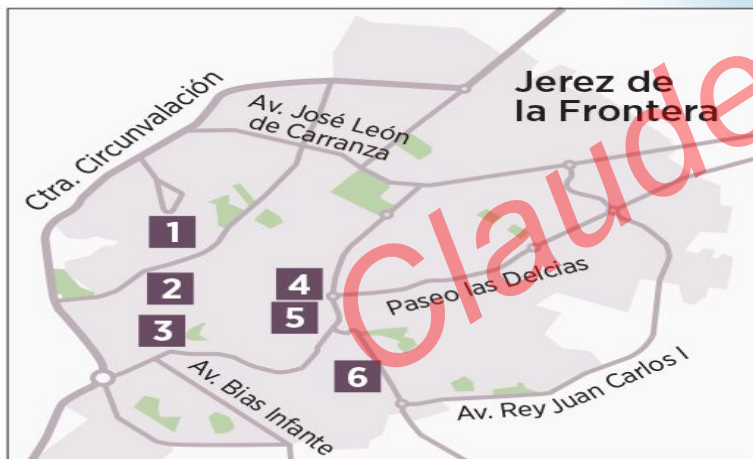 Jerez de
la Frontera
Ctra. Circunvalación
Av. José León
de Carranza
1
2
3
4
5
6
Paseo las Delcias
Av. Bias Infante
Av. Rey Juan Carlos I
Claude